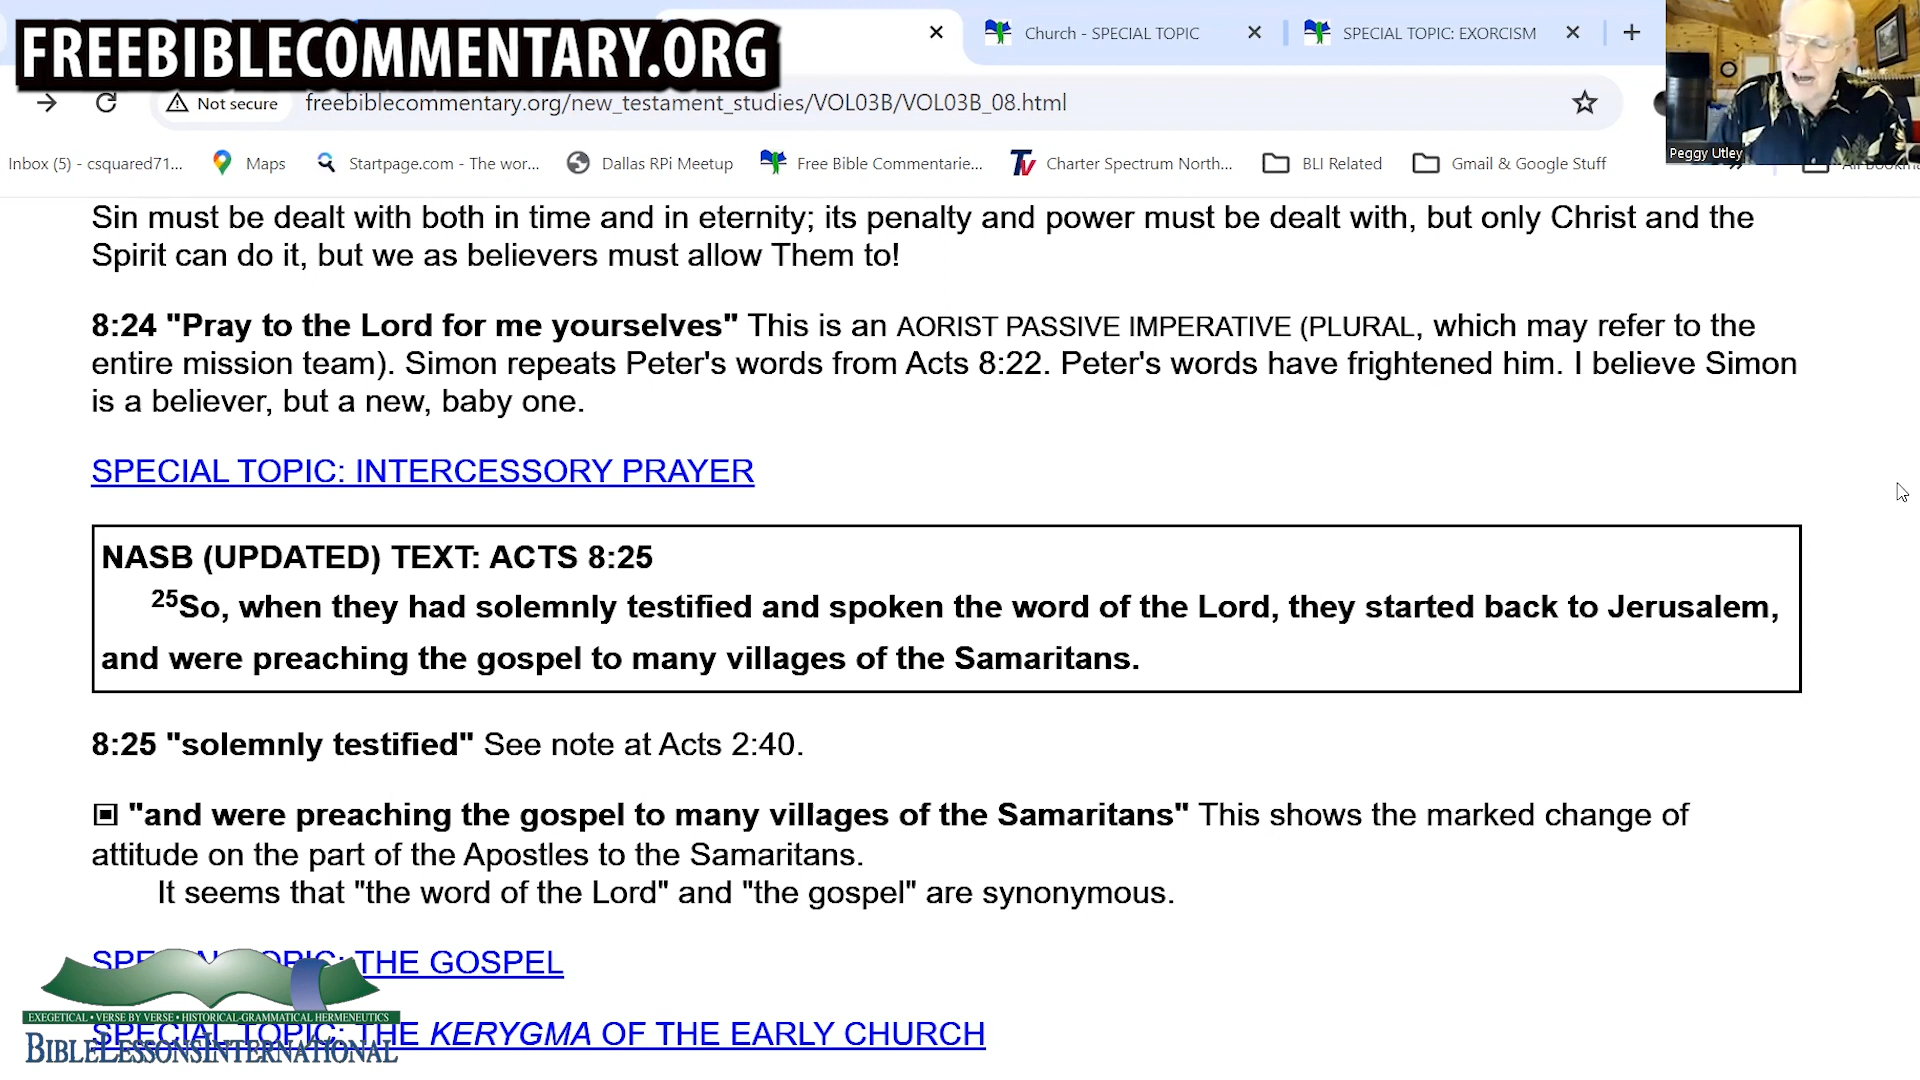 FREEBIBLECOMMENTARY.ORG
Church - SPECIAL TOPIC
SPECIAL TOPIC: EXORCISM
Not secure
freebiblecommentary.org/new_testament_studies/VOL03B/VOL03B_08.html
Peggy Utley
Inbox (5) - csquared71...
Maps
Startpage.com - The wor...
Dallas RPi Meetup
Free Bible Commentarie...
Charter Spectrum North...
BLI Related
Gmail & Google Stuff
Sin must be dealt with both in time and in eternity; its penalty and power must be dealt with, but only Christ and the
Spirit can do it, but we as believers must allow Them to!
8:24 "Pray to the Lord for me yourselves" This is an AORIST PASSIVE IMPERATIVE (PLURAL, which may refer to the
entire mission team). Simon repeats Peter's words from Acts 8:22. Peter's words have frightened him. I believe Simon
is a believer, but a new, baby one.
SPECIAL TOPIC: INTERCESSORY PRAYER
NASB (UPDATED) TEXT: ACTS 8:25
25So, when they had solemnly testified and spoken the word of the Lord, they started back to Jerusalem,
and were preaching the gospel to many villages of the Samaritans.
8:25 "solemnly testified" See note at Acts 2:40.
"and were preaching the gospel to many villages of the Samaritans" This shows the marked change of
attitude on the part of the Apostles to the Samaritans.
It seems that "the word of the Lord" and "the gospel" are synonymous.
THE GOSPEL
EXEGETICAL • VERSE BY VERSE • HISTORICAL-GRAMMATICAL HERMENEUTICS
SPECIAL TOPIC: THE KERYGMA OF THE EARLY CHURCH
BIBLELESSONSINTERNATIONAL